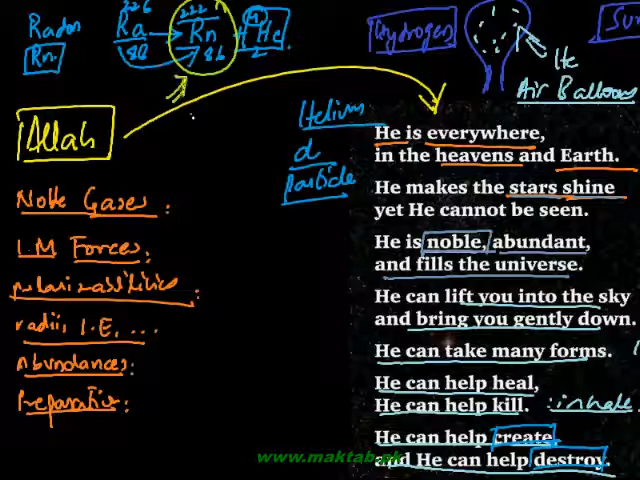 Radon
Rn.
226 Ra 88 → 222 Rn 86 + 4 He 2.
Hydrogen
He
Air Balloons
Sun
Allah
Helium
α
particle
He is everywhere,
in the heavens and Earth.
He makes the stars shine
yet He cannot be seen.
He is noble, abundant,
and fills the universe.
He can lift you into the sky
and bring you gently down.
He can take many forms.
He can help heal,
He can help kill. :inhale
He can help create
and He can help destroy.
Noble Gases:
I.M Forces,
polarizabilities:
radii, I.E, ...
Abundances:
Preparation:
www.maktab.pk